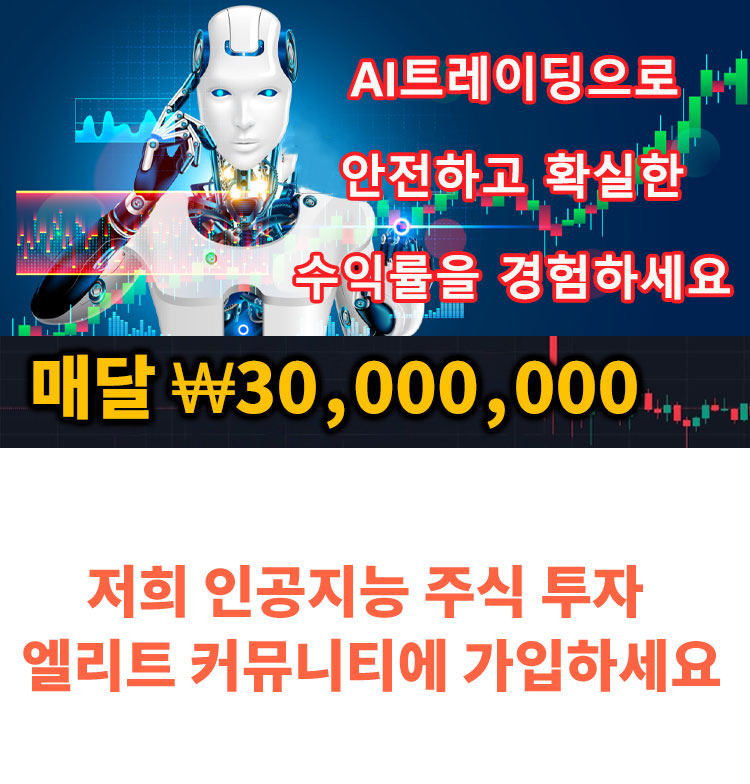 AI트레이딩으로
안전하고 확실한
수익률을 경험하세요
매달 ₩30,000,000
저희 인공지능 주식 투자
엘리트 커뮤니티에 가입하세요